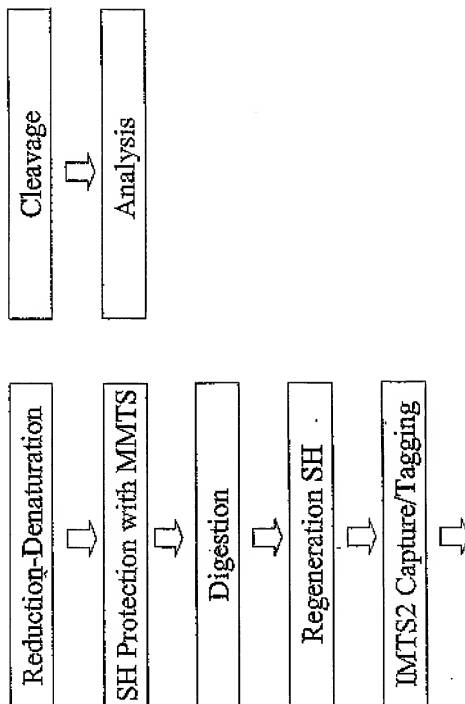 Reduction-Denaturation
SH Protection with MMTS
Digestion
Regeneration SH
IMTS2 Capture/Tagging
Cleavage
Analysis